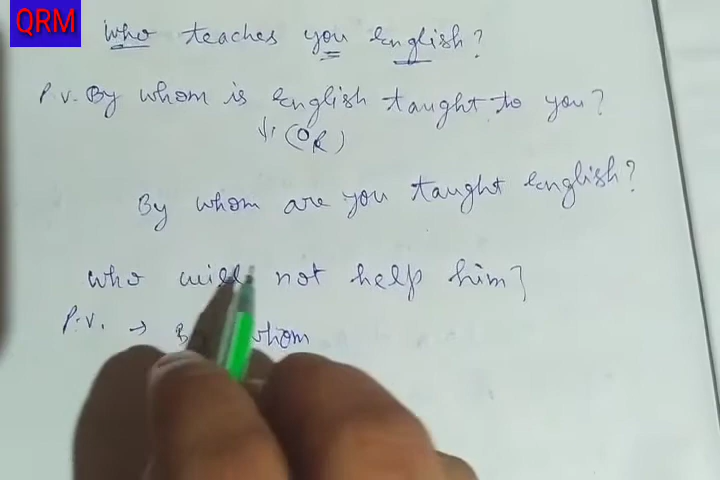 QRM
Who teaches you English?
P.V. By whom is English taught to you?
(OR)
By whom are you taught English?
Who will not help him?
P.V. → By whom